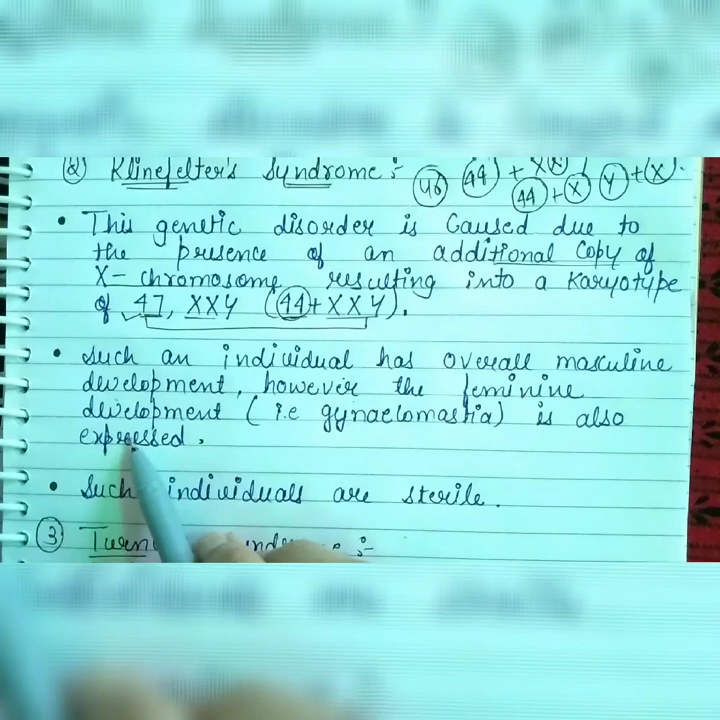 (2) Klinefelter's Syndrome :- 46 44 + XX
44 + X Y + X
• This genetic disorder is Caused due to
the presence of an additional Copy of
X- chromosome resulting into a Karyotype
of 47, XXY (44+XXY).
• Such an individual has overall masculine
development, however the feminine
development (i.e gynaecomastia) is also
expressed.
• Such individuals are sterile.
3 Turn :-